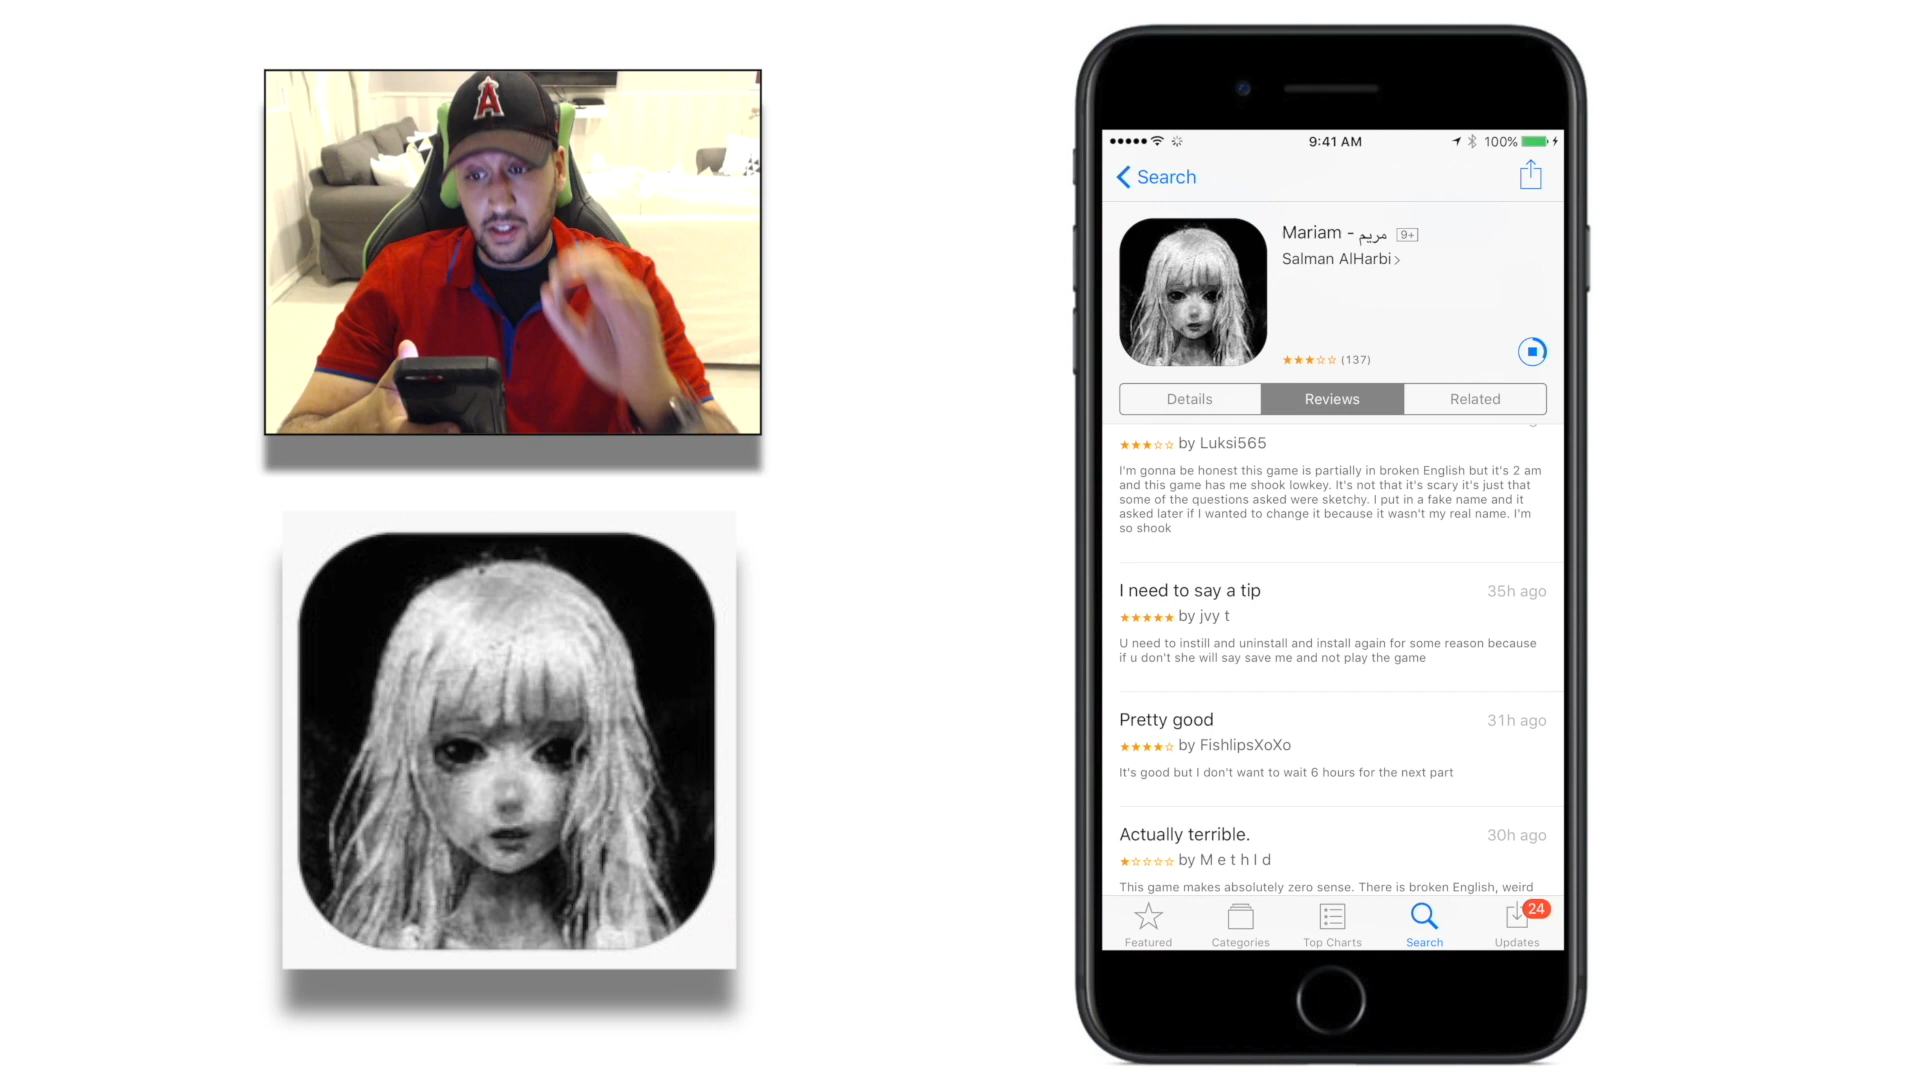 A
9:41 AM
100%
Search
Mariam - مريم 9+
Salman AlHarbi
(137)
Details
Reviews
Related
by Luksi565
I'm gonna be honest this game is partially in broken English but it's 2 am
and this game has me shook lowkey. It's not that it's scary it's just that
some of the questions asked were sketchy. I put in a fake name and it
asked later if I wanted to change it because it wasn't my real name. I'm
so shook
I need to say a tip
35h ago
by jvy t
U need to instill and uninstall and install again for some reason because
if u don't she will say save me and not play the game
Pretty good
31h ago
by FishlipsXoXo
It's good but I don't want to wait 6 hours for the next part
Actually terrible.
30h ago
by M e t h l d
This game makes absolutely zero sense. There is broken English, weird
24
Featured
Categories
Top Charts
Search
Updates